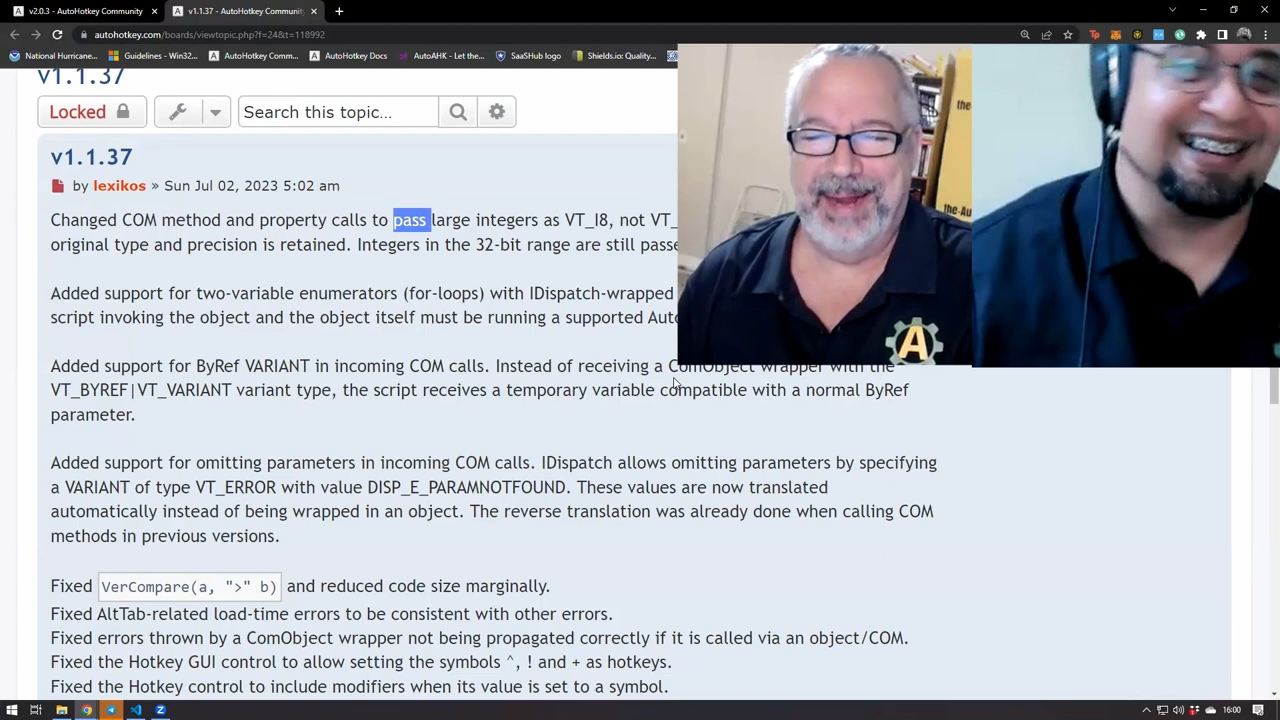 v2.0.3 - AutoHotkey Community
v1.1.37 - AutoHotkey Communit
autohotkey.com/boards/viewtopic.php?f=24&t=118992
National Hurricane...
Guidelines - Win32...
AutoHotkey Comm...
AutoHotkey Docs
AutoAHK - Let the...
SaaSHub logo
Shields.io: Quality...
v1.1.37
Locked
Search this topic...
v1.1.37
by lexikos » Sun Jul 02, 2023 5:02 am
Changed COM method and property calls to pass large integers as VT_I8, not VT_
original type and precision is retained. Integers in the 32-bit range are still passe
Added support for two-variable enumerators (for-loops) with IDispatch-wrapped
script invoking the object and the object itself must be running a supported Aut
Added support for ByRef VARIANT in incoming COM calls. Instead of receiving a ComObject wrapper with the
VT_BYREF|VT_VARIANT variant type, the script receives a temporary variable compatible with a normal ByRef
parameter.
Added support for omitting parameters in incoming COM calls. IDispatch allows omitting parameters by specifying
a VARIANT of type VT_ERROR with value DISP_E_PARAMNOTFOUND. These values are now translated
automatically instead of being wrapped in an object. The reverse translation was already done when calling COM
methods in previous versions.
Fixed VerCompare(a, ">" b) and reduced code size marginally.
Fixed AltTab-related load-time errors to be consistent with other errors.
Fixed errors thrown by a ComObject wrapper not being propagated correctly if it is called via an object/COM.
Fixed the Hotkey GUI control to allow setting the symbols ^, ! and + as hotkeys.
Fixed the Hotkey control to include modifiers when its value is set to a symbol.
A
the-Au
16:00